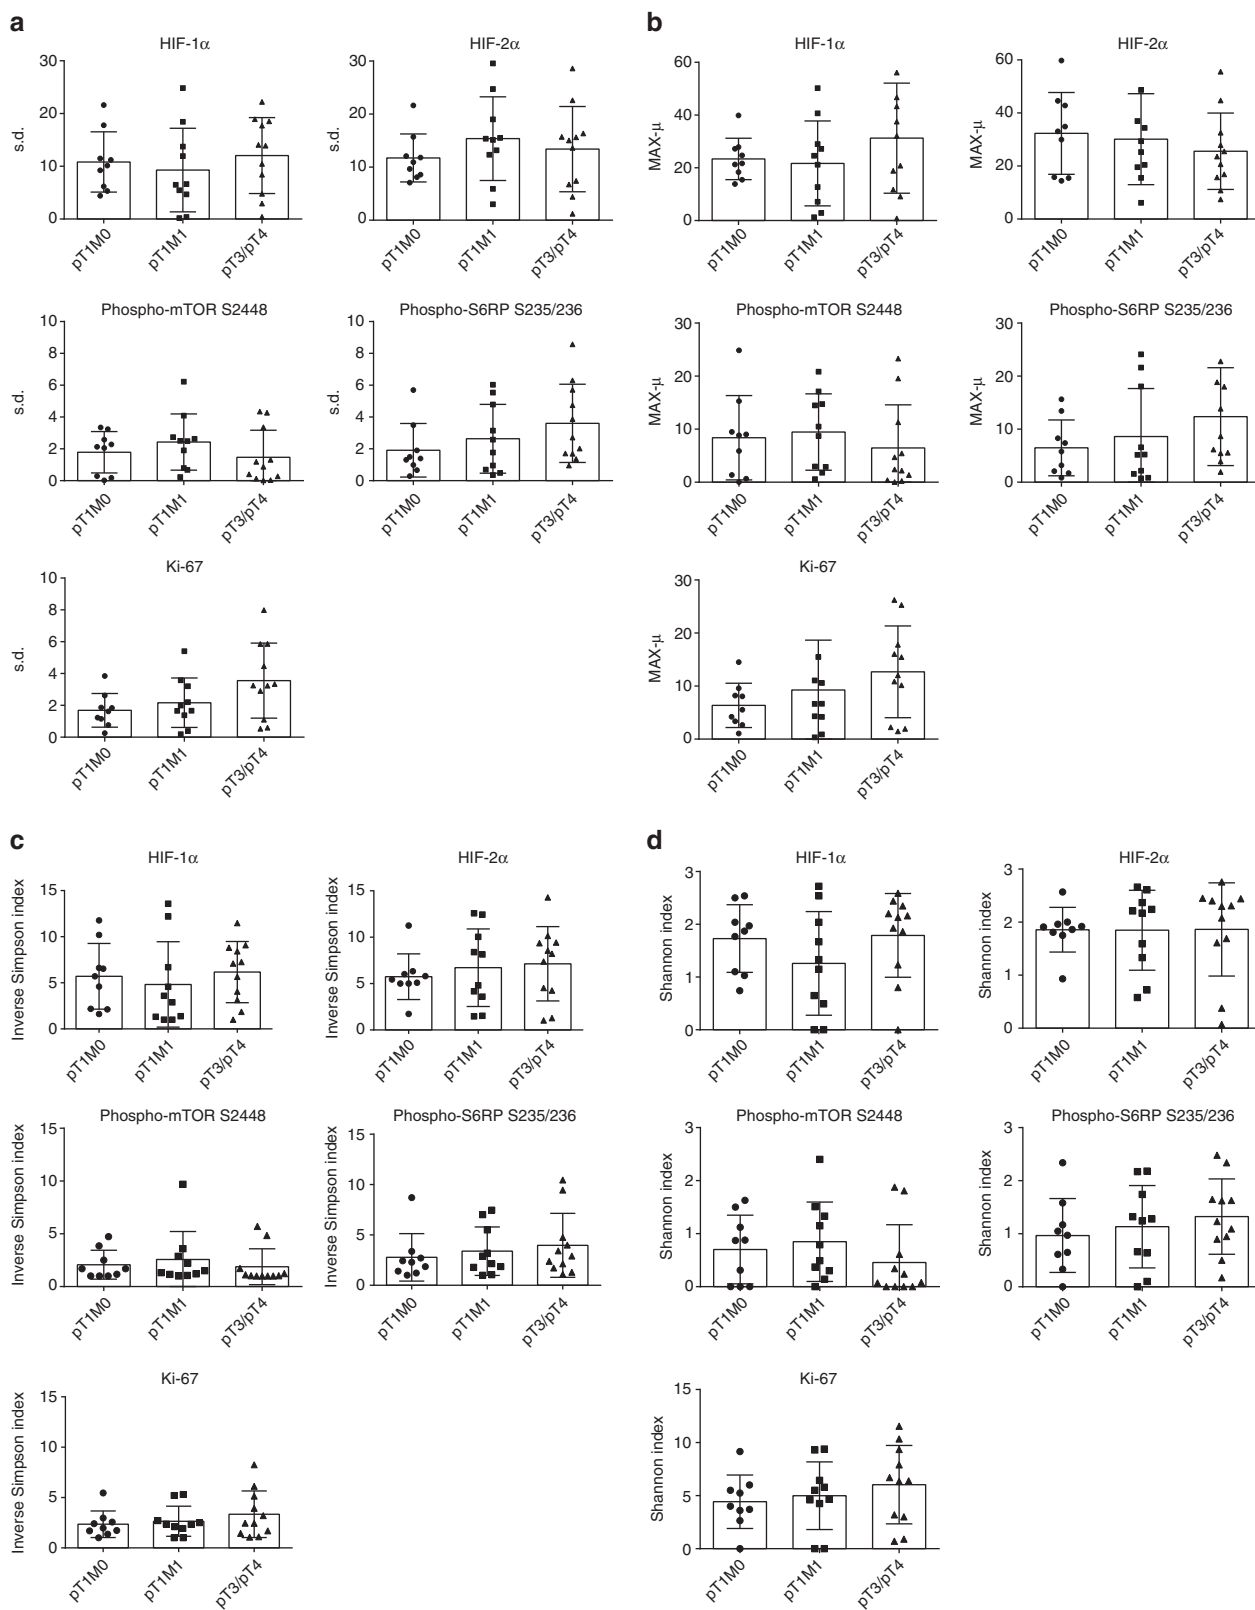 a
HIF-1α
s.d.
30
20
10
0
pT1M0
pT1M1
pT3/pT4
HIF-2α
s.d.
30
20
10
0
pT1M0
pT1M1
pT3/pT4
Phospho-mTOR S2448
s.d.
10
8
6
4
2
0
pT1M0
pT1M1
pT3/pT4
Phospho-S6RP S235/236
s.d.
10
8
6
4
2
0
pT1M0
pT1M1
pT3/pT4
Ki-67
s.d.
10
8
6
4
2
0
pT1M0
pT1M1
pT3/pT4
b
HIF-1α
MAX-μ
60
40
20
0
pT1M0
pT1M1
pT3/pT4
HIF-2α
MAX-μ
60
40
20
0
pT1M0
pT1M1
pT3/pT4
Phospho-mTOR S2448
MAX-μ
30
20
10
0
pT1M0
pT1M1
pT3/pT4
Phospho-S6RP S235/236
MAX-μ
30
20
10
0
pT1M0
pT1M1
pT3/pT4
Ki-67
MAX-μ
30
20
10
0
pT1M0
pT1M1
pT3/pT4
c
HIF-1α
Inverse Simpson index
15
10
5
0
pT1M0
pT1M1
pT3/pT4
HIF-2α
Inverse Simpson index
15
10
5
0
pT1M0
pT1M1
pT3/pT4
Phospho-mTOR S2448
Inverse Simpson index
15
10
5
0
pT1M0
pT1M1
pT3/pT4
Phospho-S6RP S235/236
Inverse Simpson index
15
10
5
0
pT1M0
pT1M1
pT3/pT4
Ki-67
Inverse Simpson index
15
10
5
0
pT1M0
pT1M1
pT3/pT4
d
HIF-1α
Shannon index
3
2
1
0
pT1M0
pT1M1
pT3/pT4
HIF-2α
Shannon index
3
2
1
0
pT1M0
pT1M1
pT3/pT4
Phospho-mTOR S2448
Shannon index
3
2
1
0
pT1M0
pT1M1
pT3/pT4
Phospho-S6RP S235/236
Shannon index
3
2
1
0
pT1M0
pT1M1
pT3/pT4
Ki-67
Shannon index
15
10
5
0
pT1M0
pT1M1
pT3/pT4